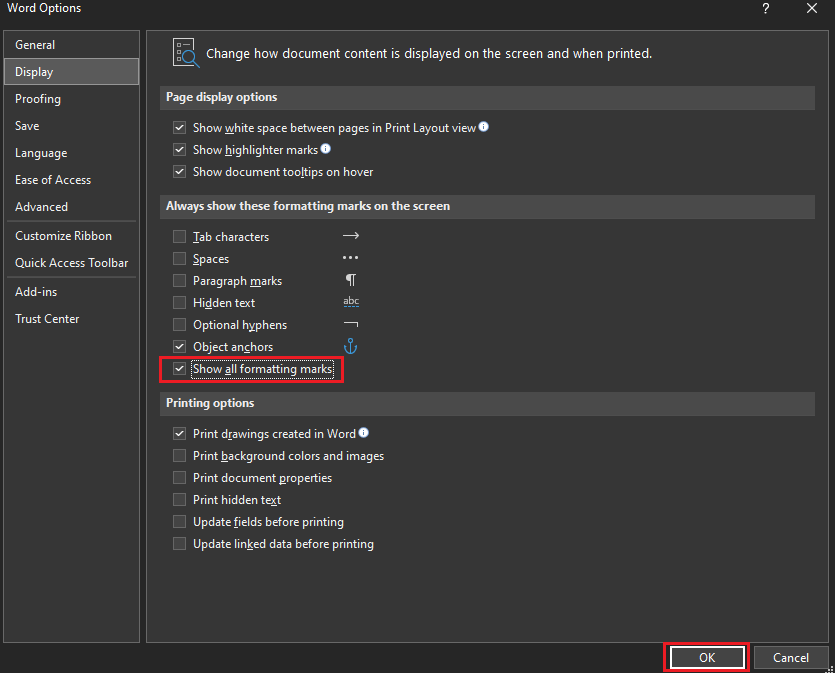 Word Options
?
General
Display
Proofing
Save
Language
Ease of Access
Advanced
Customize Ribbon
Quick Access Toolbar
Add-ins
Trust Center
Change how document content is displayed on the screen and when printed.
Page display options
Show white space between pages in Print Layout view
Show highlighter marks
Show document tooltips on hover
Always show these formatting marks on the screen
Tab characters →
Spaces •••
Paragraph marks ¶
Hidden text abc
Optional hyphens ¬
Object anchors
Show all formatting marks
Printing options
Print drawings created in Word
Print background colors and images
Print document properties
Print hidden text
Update fields before printing
Update linked data before printing
OK Cancel